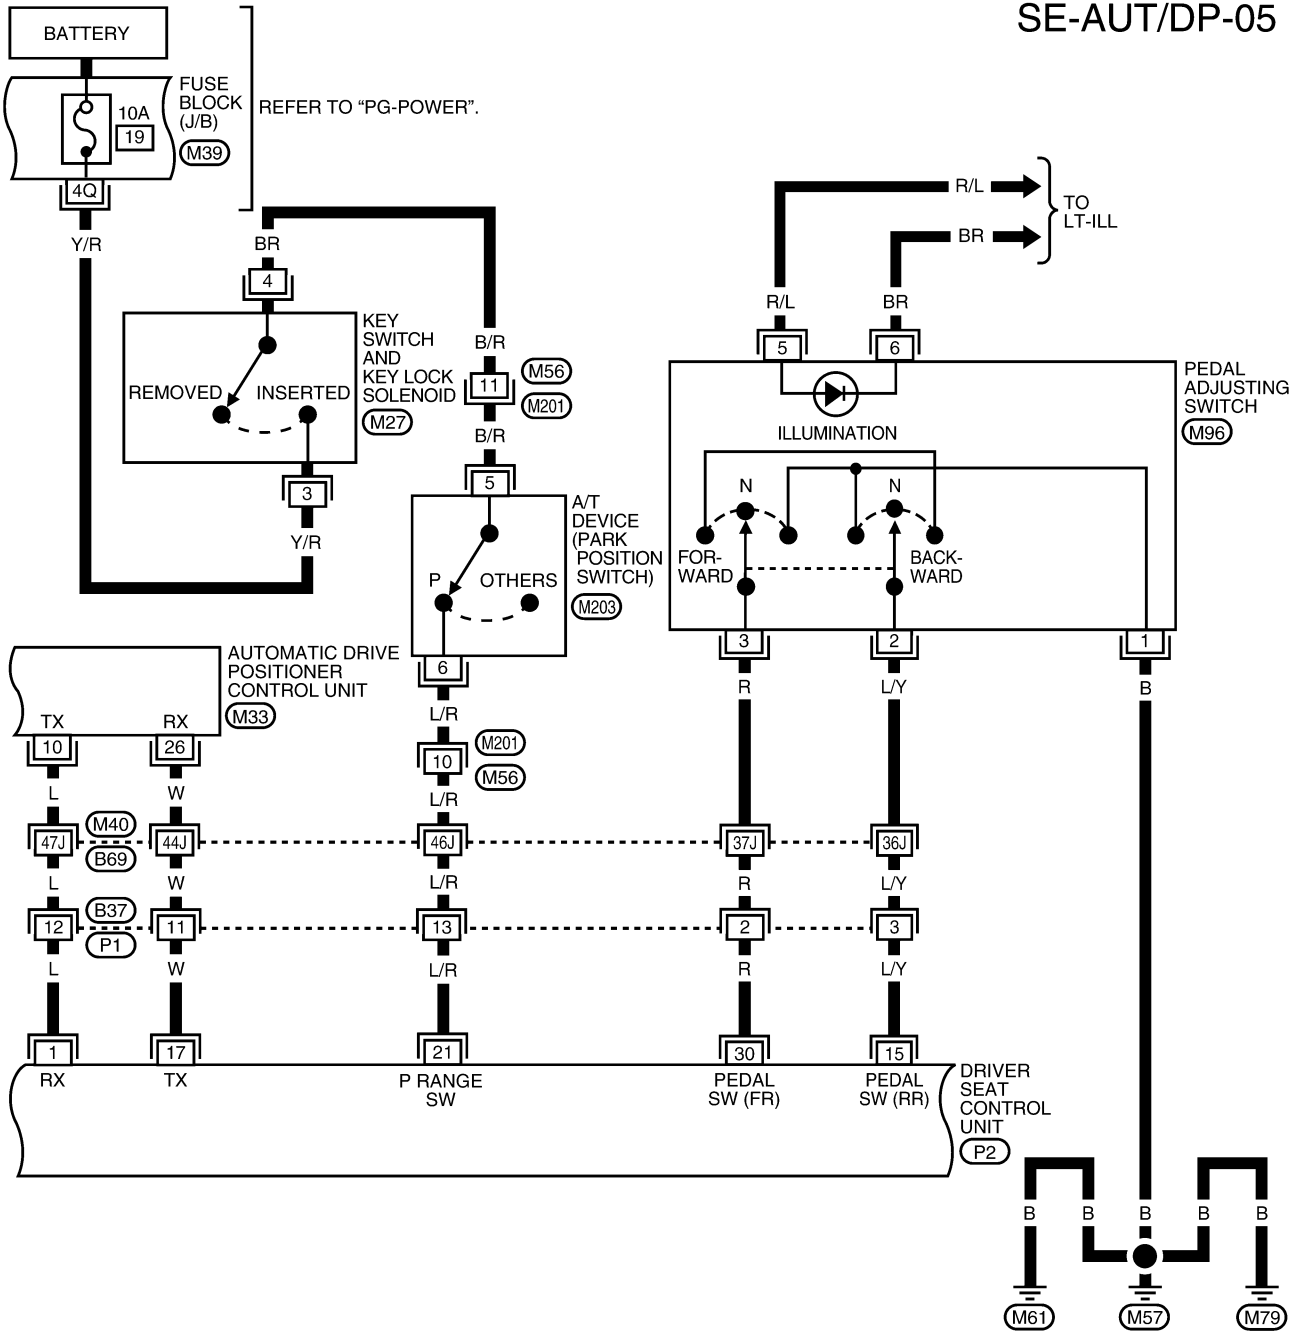 SE-AUT/DP-05
BATTERY
FUSE
BLOCK
(J/B)
M39
10A
19
REFER TO “PG-POWER”.
4Q
Y/R
BR
4
R/L
BR
TO
LT-ILL
R/L
BR
5
6
KEY
SWITCH
AND
KEY LOCK
SOLENOID
M27
REMOVED
INSERTED
3
Y/R
B/R
11
M56
M201
B/R
5
PEDAL
ADJUSTING
SWITCH
M96
ILLUMINATION
N
N
FOR-
WARD
BACK-
WARD
A/T
DEVICE
(PARK
POSITION
SWITCH)
M203
P
OTHERS
6
3
2
1
AUTOMATIC DRIVE
POSITIONER
CONTROL UNIT
M33
TX
RX
10
26
L/R
R
L/Y
B
M201
10
M56
L
W
L/R
M40
47J
44J
46J
37J
36J
B69
L
W
L/R
R
L/Y
B37
12
11
13
2
3
P1
L
W
L/R
R
L/Y
1
17
21
30
15
RX
TX
P RANGE
SW
PEDAL
SW (FR)
PEDAL
SW (RR)
DRIVER
SEAT
CONTROL
UNIT
P2
B
B
B
B
B
M61
M57
M79